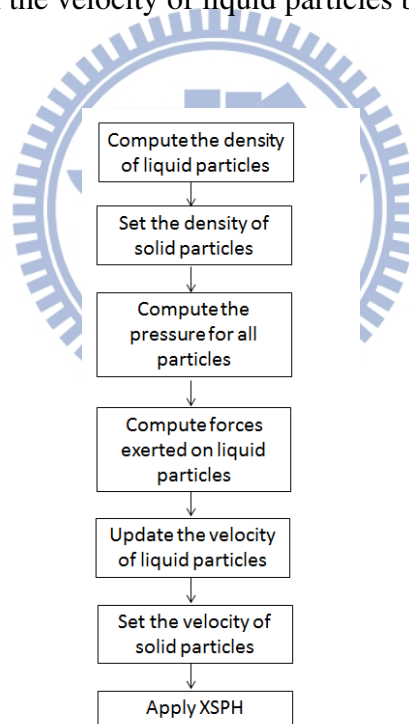 the velocity of liquid particles
Compute the density
of liquid particles
Set the density of
solid particles
Compute the
pressure for all
particles
Compute forces
exerted on liquid
particles
Update the velocity
of liquid particles
Set the velocity of
solid particles
Apply XSPH